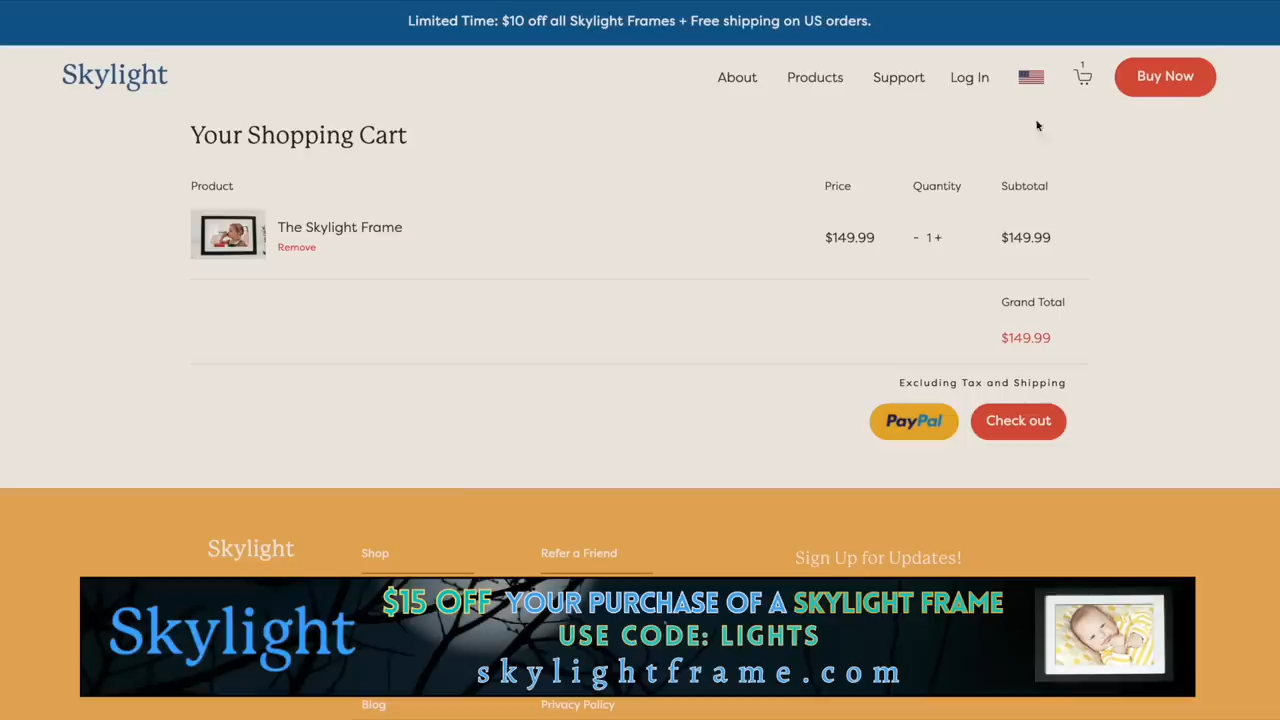 Limited Time: $10 off all Skylight Frames + Free shipping on US orders.
Skylight
About Products Support Log In 1 Buy Now
Your Shopping Cart
Product Price Quantity Subtotal
The Skylight Frame
Remove
$149.99 - 1 + $149.99
Grand Total
$149.99
Excluding Tax and Shipping
PayPal Check out
Skylight
Shop Refer a Friend Sign Up for Updates!
Skylight
$15 OFF YOUR PURCHASE OF A SKYLIGHT FRAME
USE CODE: LIGHTS
skylightframe.com
Blog Privacy Policy